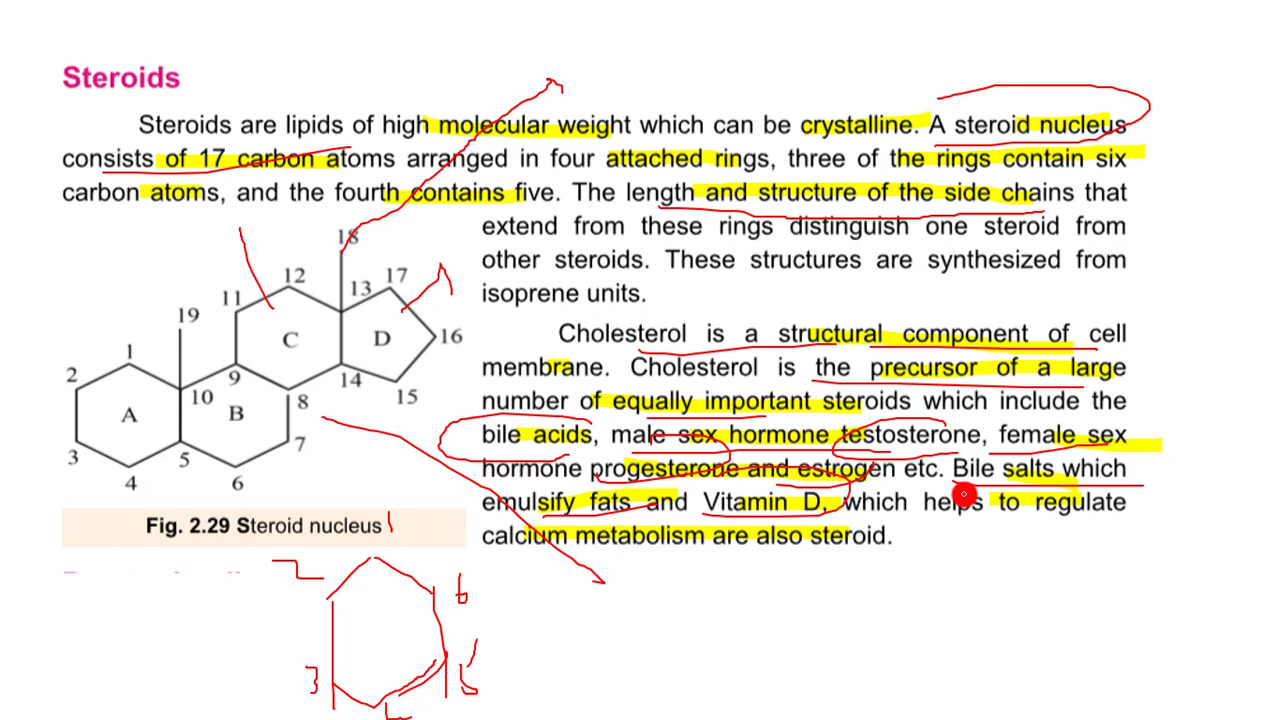 Steroids
Steroids are lipids of high molecular weight which can be crystalline. A steroid nucleus
consists of 17 carbon atoms arranged in four attached rings, three of the rings contain six
carbon atoms, and the fourth contains five. The length and structure of the side chains that
extend from these rings distinguish one steroid from
other steroids. These structures are synthesized from
isoprene units.
Cholesterol is a structural component of cell
membrane. Cholesterol is the precursor of a large
number of equally important steroids which include the
bile acids, male sex hormone testosterone, female sex
hormone progesterone and estrogen etc. Bile salts which
emulsify fats and Vitamin D, which helps to regulate
calcium metabolism are also steroid.
18
12
17
11
13
19
C
D
16
1
9
14
2
10
8
15
A
B
7
3
5
4
6
Fig. 2.29 Steroid nucleus
2
6
3
5